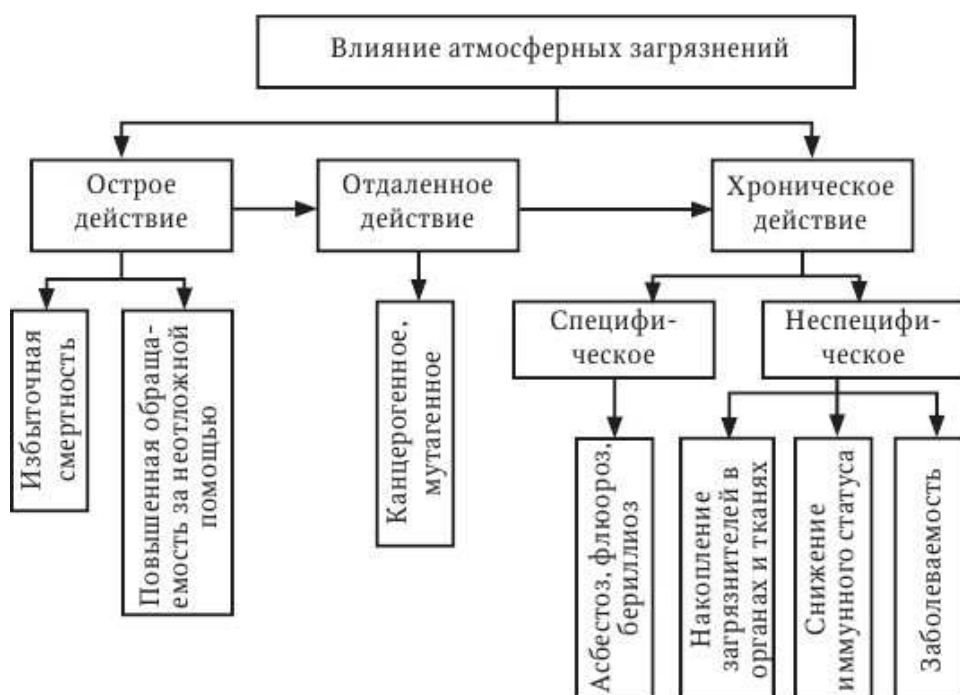 Влияние атмосферных загрязнений
Острое
действие
Отдаленное
действие
Хроническое
действие
Избыточная
смертность
Повышенная обраща-
емость за неотложной
помощью
Канцерогенное,
мутагенное
Специфи-
ческое
Неспецифи-
ческое
Асбестоз, флюороз,
бериллиоз
Накопление
загрязнителей в
органах и тканях
Снижение
иммунного статуса
Заболеваемость